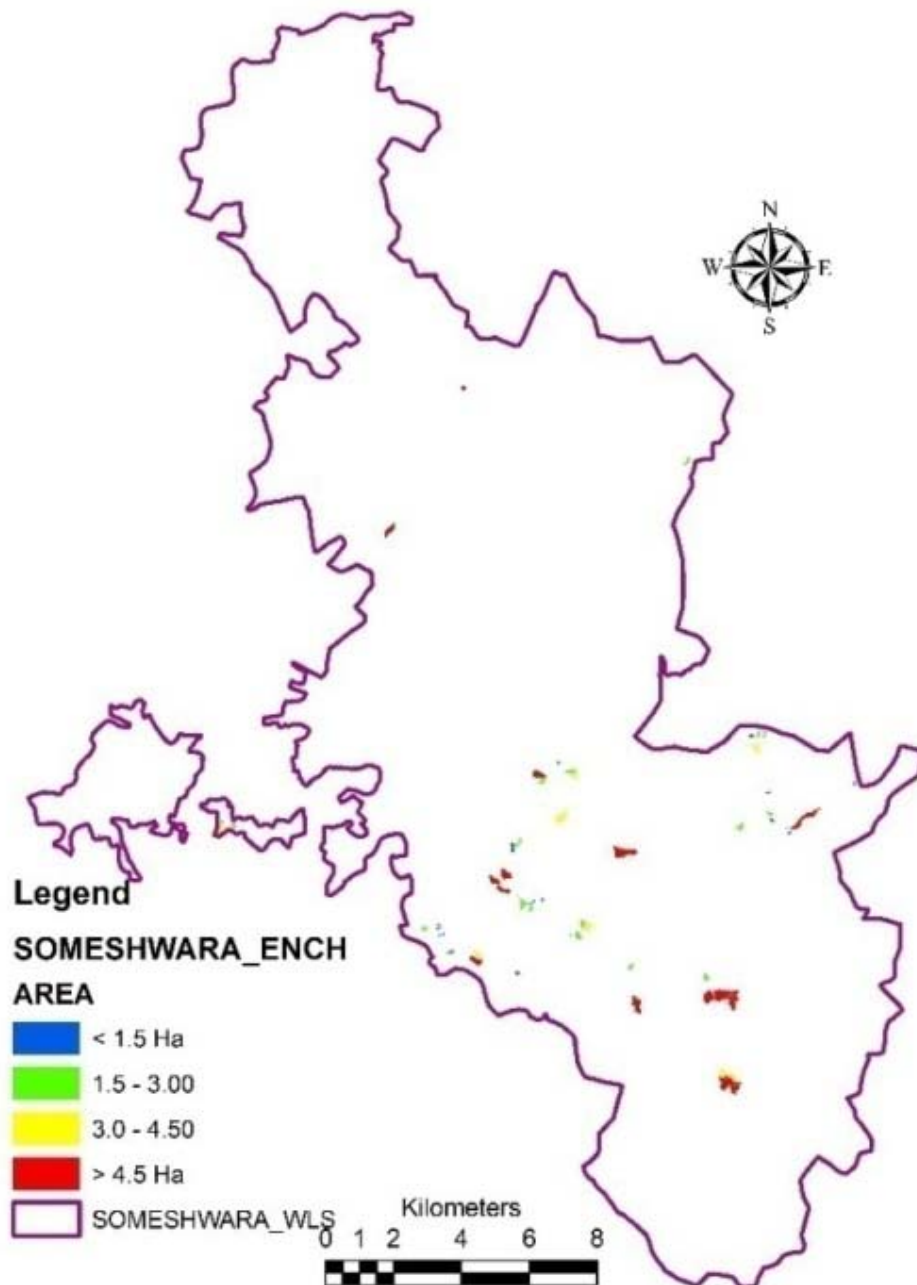 N
W E
S
Legend
SOMESHWARA_ENCH
AREA
< 1.5 Ha
1.5 - 3.00
3.0 - 4.50
> 4.5 Ha
SOMESHWARA_WLS
Kilometers
0 1 2 4 6 8